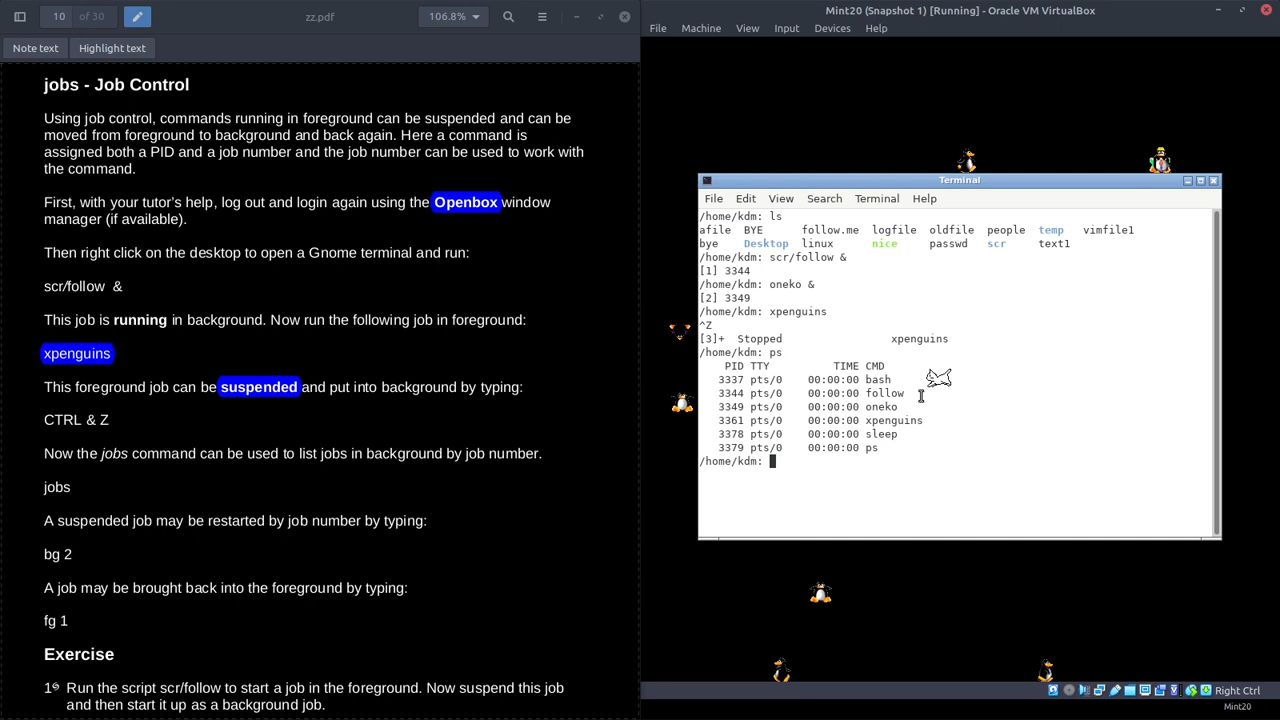 10 of 30
zz.pdf
106.8%
Note text
Highlight text
jobs - Job Control
Using job control, commands running in foreground can be suspended and can be
moved from foreground to background and back again. Here a command is
assigned both a PID and a job number and the job number can be used to work with
the command.
First, with your tutor's help, log out and login again using the Openbox window
manager (if available).
Then right click on the desktop to open a Gnome terminal and run:
scr/follow &
This job is running in background. Now run the following job in foreground:
xpenguins
This foreground job can be suspended and put into background by typing:
CTRL & Z
Now the jobs command can be used to list jobs in background by job number.
jobs
A suspended job may be restarted by job number by typing:
bg 2
A job may be brought back into the foreground by typing:
fg 1
Exercise
1 Run the script scr/follow to start a job in the foreground. Now suspend this job
and then start it up as a background job.
Mint20 (Snapshot 1) [Running] - Oracle VM VirtualBox
File Machine View Input Devices Help
Terminal
File Edit View Search Terminal Help
/home/kdm: ls
afile BYE follow.me logfile oldfile people temp vimfile1
bye Desktop linux nice passwd scr text1
/home/kdm: scr/follow &
[1] 3344
/home/kdm: oneko &
[2] 3349
/home/kdm: xpenguins
^Z
[3]+ Stopped xpenguins
/home/kdm: ps
PID TTY TIME CMD
3337 pts/0 00:00:00 bash
3344 pts/0 00:00:00 follow
3349 pts/0 00:00:00 oneko
3361 pts/0 00:00:00 xpenguins
3378 pts/0 00:00:00 sleep
3379 pts/0 00:00:00 ps
/home/kdm:
Right Ctrl
Mint20